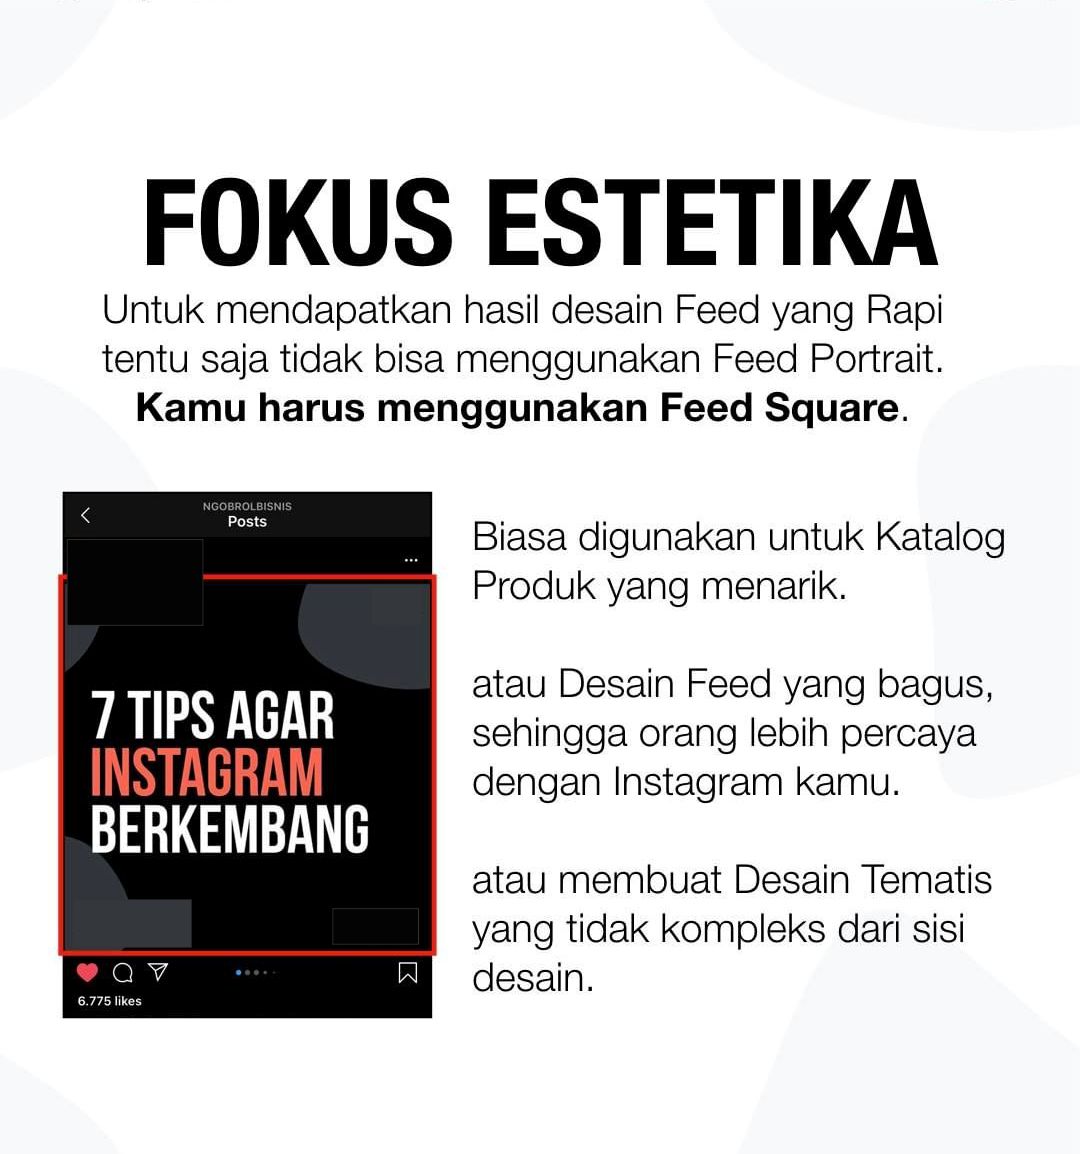 FOKUS ESTETIKA
Untuk mendapatkan hasil desain Feed yang Rapi
tentu saja tidak bisa menggunakan Feed Portrait.
Kamu harus menggunakan Feed Square.
NGOBROLBISNIS
Posts
7 TIPS AGAR
INSTAGRAM
BERKEMBANG
6.775 likes
Biasa digunakan untuk Katalog
Produk yang menarik.
atau Desain Feed yang bagus,
sehingga orang lebih percaya
dengan Instagram kamu.
atau membuat Desain Tematis
yang tidak kompleks dari sisi
desain.